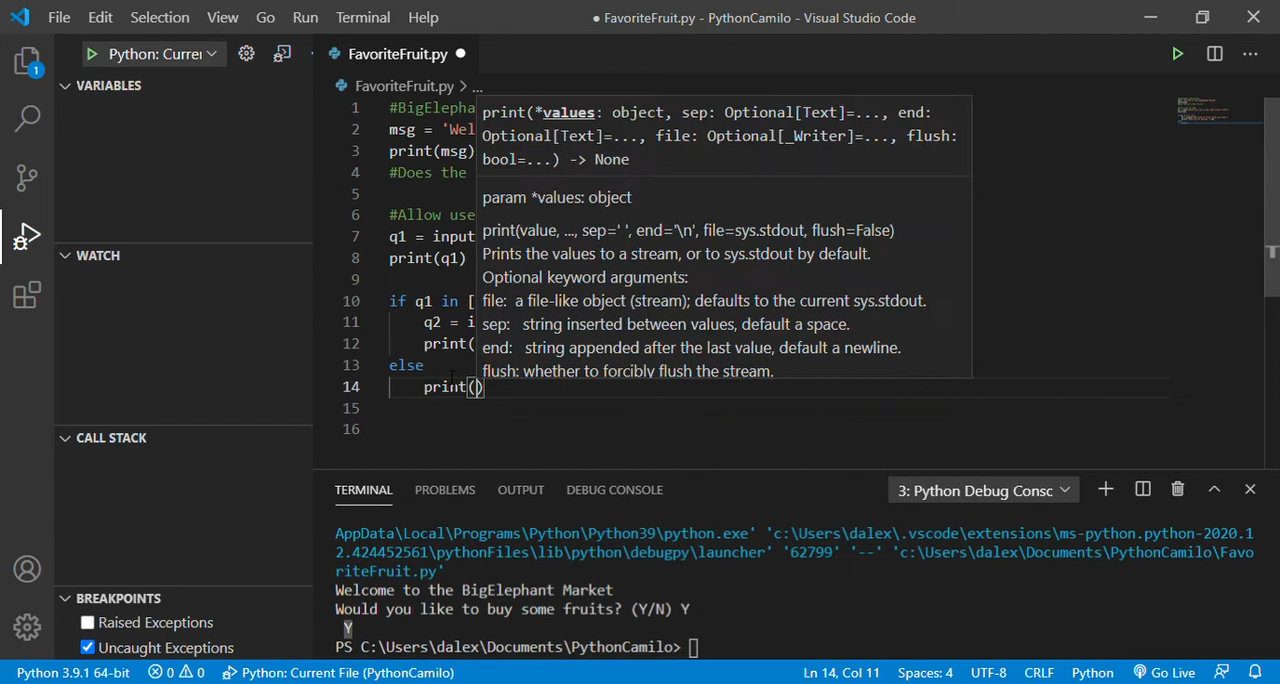 File Edit Selection View Go Run Terminal Help ● FavoriteFruit.py - PythonCamilo - Visual Studio Code
1
Python: Currer
FavoriteFruit.py ●
FavoriteFruit.py > ...
VARIABLES
WATCH
CALL STACK
BREAKPOINTS
Raised Exceptions
Uncaught Exceptions
1 #BigElepha
2 msg = 'Wel
3 print(msg)
4 #Does the
5
6 #Allow use
7 q1 = input
8 print(q1)
9
10 if q1 in [
11 q2 = i
12 print(
13 else
14 print()
15
16
print(*values: object, sep: Optional[Text]=..., end:
Optional[Text]=..., file: Optional[_Writer]=..., flush:
bool=...) -> None
param *values: object
print(value, ..., sep=' ', end='\n', file=sys.stdout, flush=False)
Prints the values to a stream, or to sys.stdout by default.
Optional keyword arguments:
file: a file-like object (stream); defaults to the current sys.stdout.
sep: string inserted between values, default a space.
end: string appended after the last value, default a newline.
flush: whether to forcibly flush the stream.
TERMINAL PROBLEMS OUTPUT DEBUG CONSOLE 3: Python Debug Consc
AppData\Local\Programs\Python\Python39\python.exe' 'c:\Users\dalex\.vscode\extensions\ms-python.python-2020.1
2.424452561\pythonFiles\lib\python\debugpy\launcher' '62799' '--' 'c:\Users\dalex\Documents\PythonCamilo\Favo
riteFruit.py'
Welcome to the BigElephant Market
Would you like to buy some fruits? (Y/N) Y
Y
PS C:\Users\dalex\Documents\PythonCamilo>
Python 3.9.1 64-bit 0 0 Python: Current File (PythonCamilo) Ln 14, Col 11 Spaces: 4 UTF-8 CRLF Python Go Live